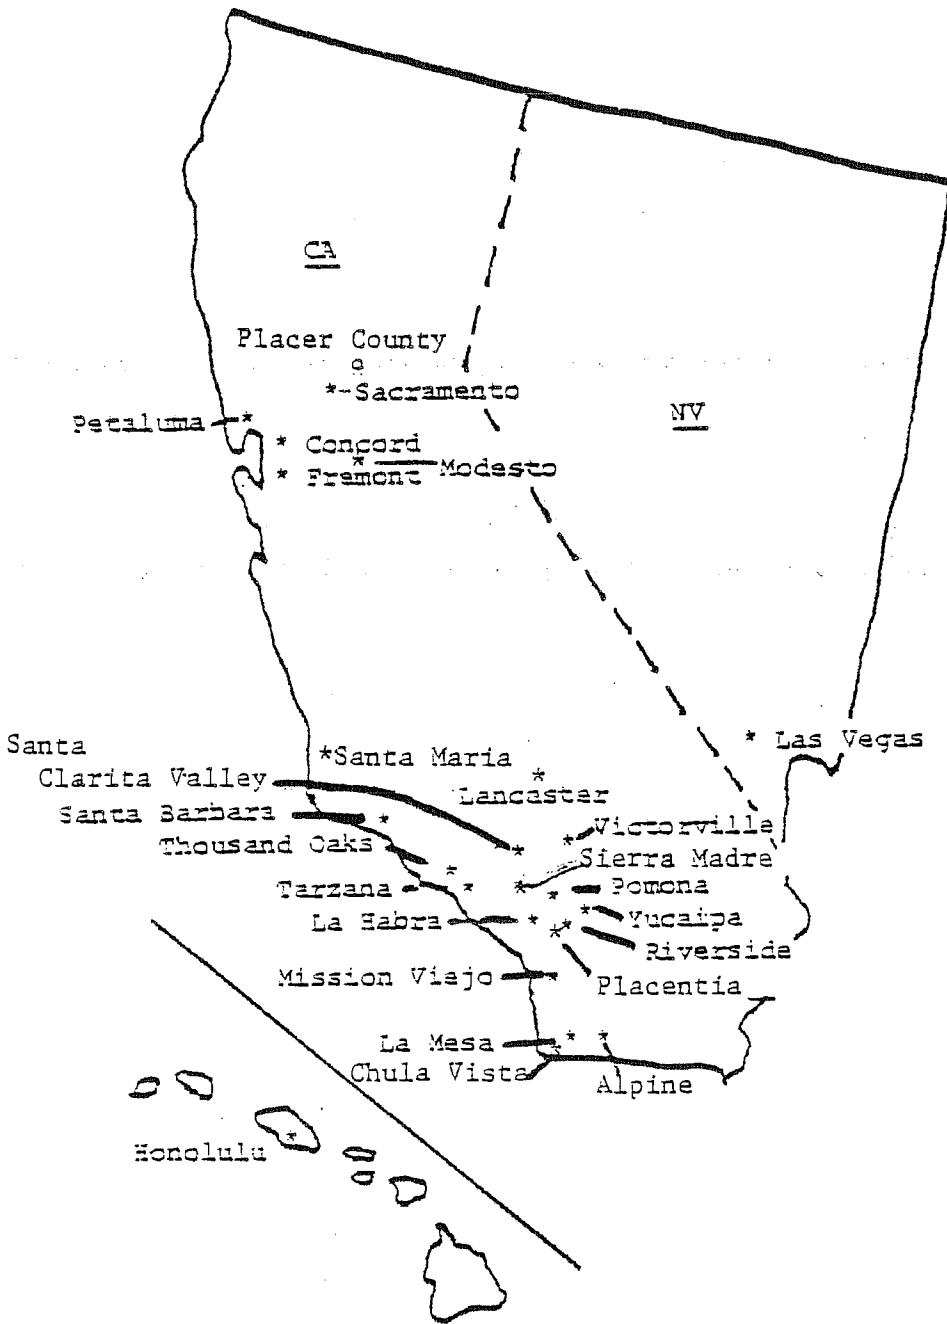 CA
Placer County
*-Sacramento
NV
Petaluma *
* Concord
* Modesto
* Fremont
* Las Vegas
Santa
Clarita Valley
*Santa Maria
*
Lancaster
Santa Barbara *
* Victorville
Thousand Oaks *
* Sierra Madre
Tarzana *
* Pomona
La Habra *
* Yucaipa
* Riverside
Mission Viejo *
* Placentia
La Mesa *
Chula Vista *
* Alpine
Honolulu *